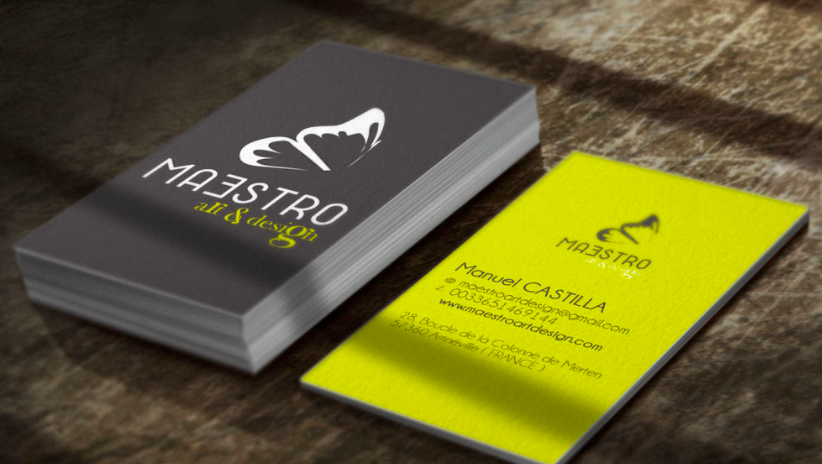 MAƎSTRO
& design
MAƎSTRO
Manuel CASTILLA
maestroartdesign@gmail.com
0033651469144
www.maestroartdesign.com
28, Boucle de la Colonne de Merten
57360 Amnéville ( FRANCE )